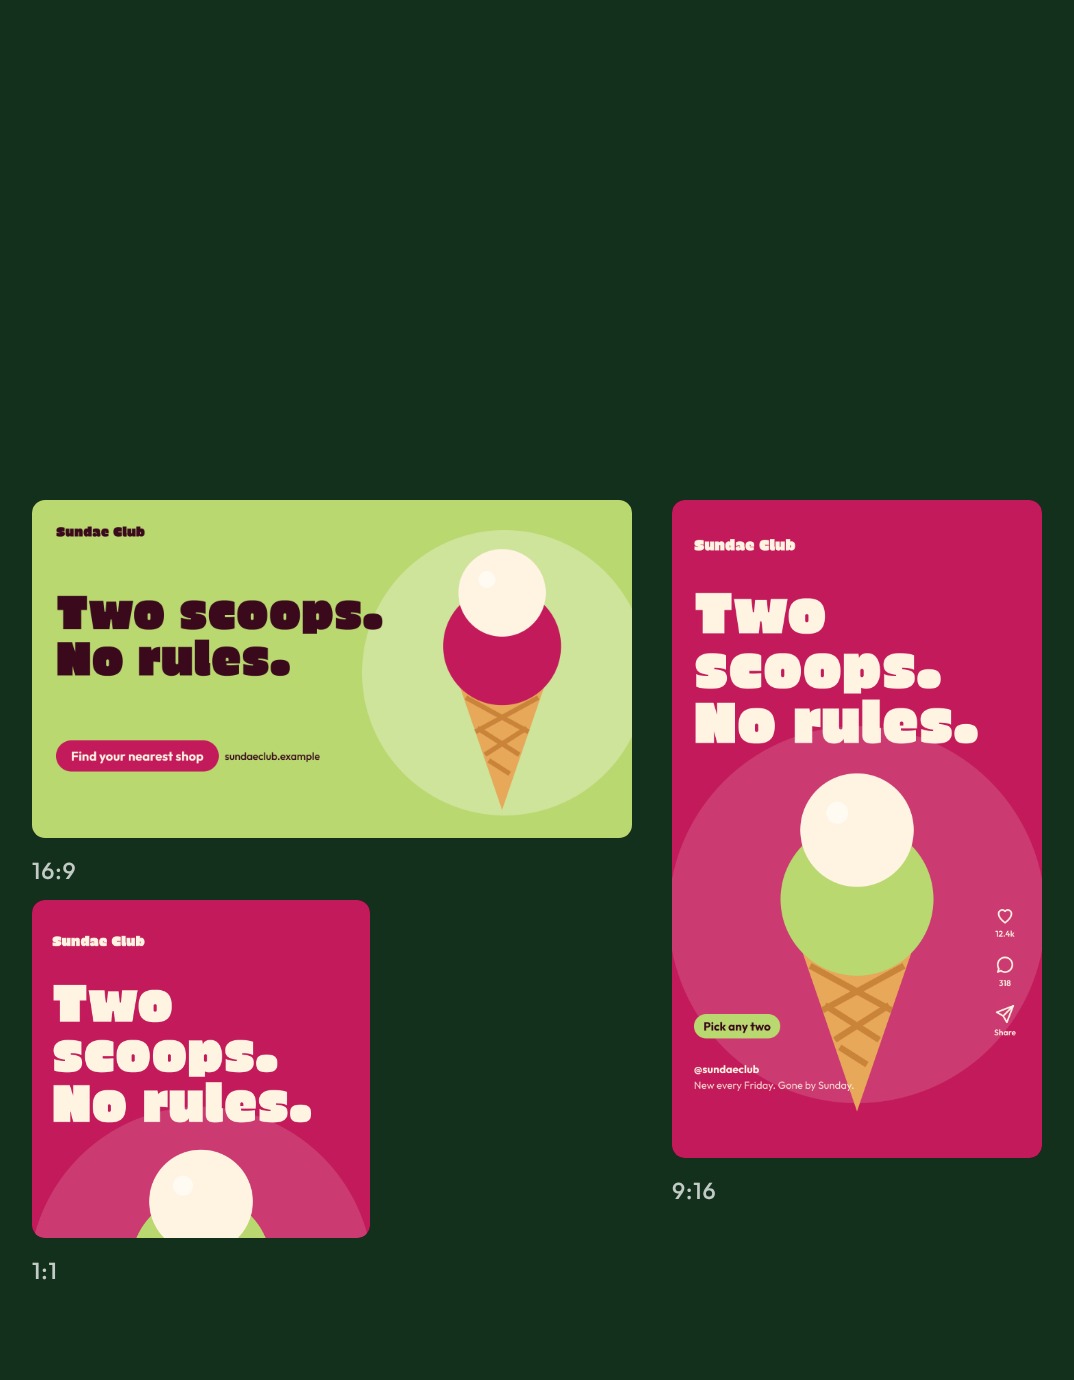 Sundae Club
Two scoops.
No rules.
Find your nearest shop
sundaeclub.example
16:9
Sundae Club
Two
scoops.
No rules.
1:1
Sundae Club
Two
scoops.
No rules.
12.4k
318
Share
Pick any two
@sundaeclub
New every Friday. Gone by Sunday.
9:16